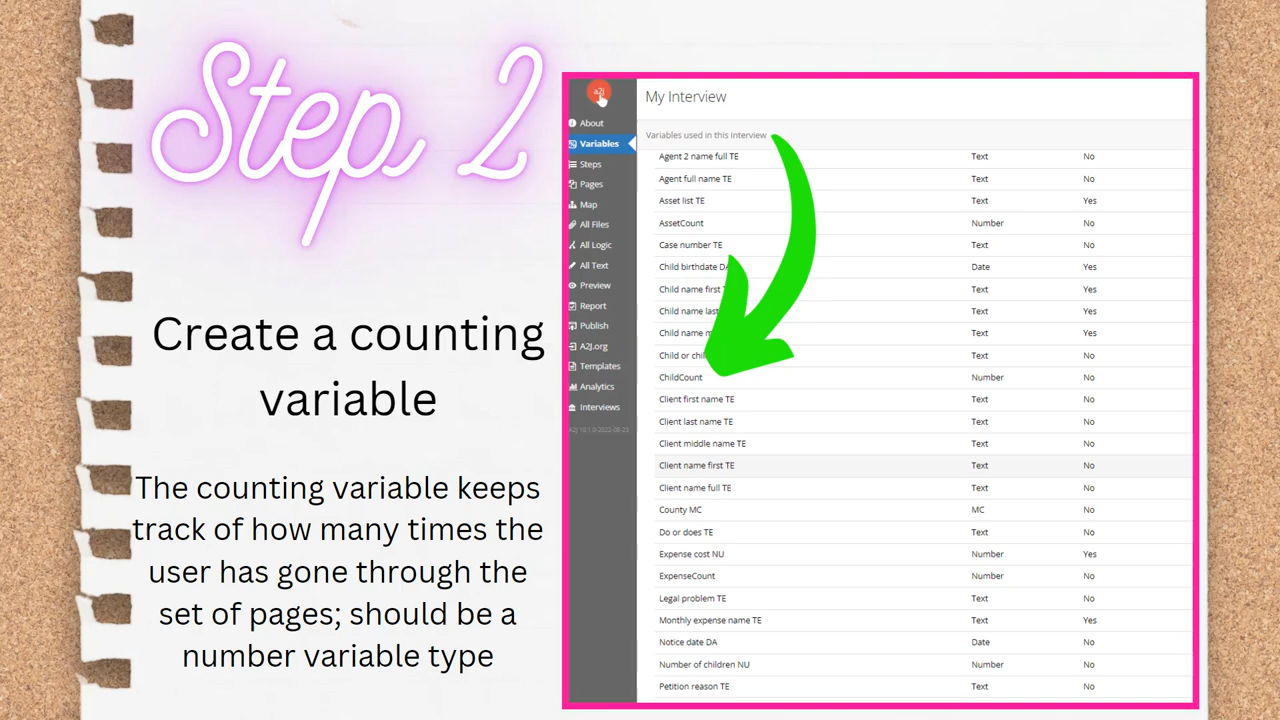 Step 2
Create a counting
variable
The counting variable keeps
track of how many times the
user has gone through the
set of pages; should be a
number variable type
a2j
About
Variables
Steps
Pages
Map
All Files
All Logic
All Text
Preview
Report
Publish
A2J.org
Templates
Analytics
Interviews
A2J 10.1.0-2022-08-23
My Interview
Variables used in this interview
Agent 2 name full TE Text No
Agent full name TE Text No
Asset list TE Text Yes
AssetCount Number No
Case number TE Text No
Child birthdate Date Yes
Child name first Text Yes
Child name last Text Yes
Child name Text Yes
Child or Text No
ChildCount Number No
Client first name TE Text No
Client last name TE Text No
Client middle name TE Text No
Client name first TE Text No
Client name full TE Text No
County MC MC No
Do or does TE Text No
Expense cost NU Number Yes
ExpenseCount Number No
Legal problem TE Text No
Monthly expense name TE Text Yes
Notice date DA Date No
Number of children NU Number No
Petition reason TE Text No